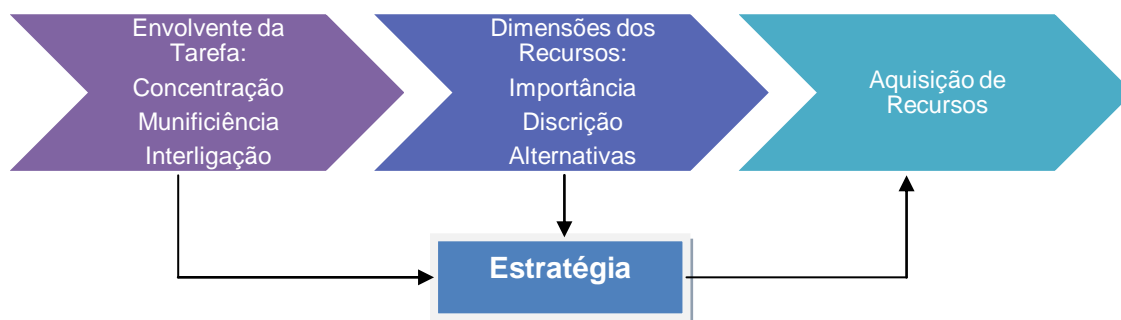 Envolvente da
Tarefa:
Concentração
Munificiência
Interligação
Dimensões dos
Recursos:
Importância
Discrição
Alternativas
Aquisição de
Recursos
Estratégia